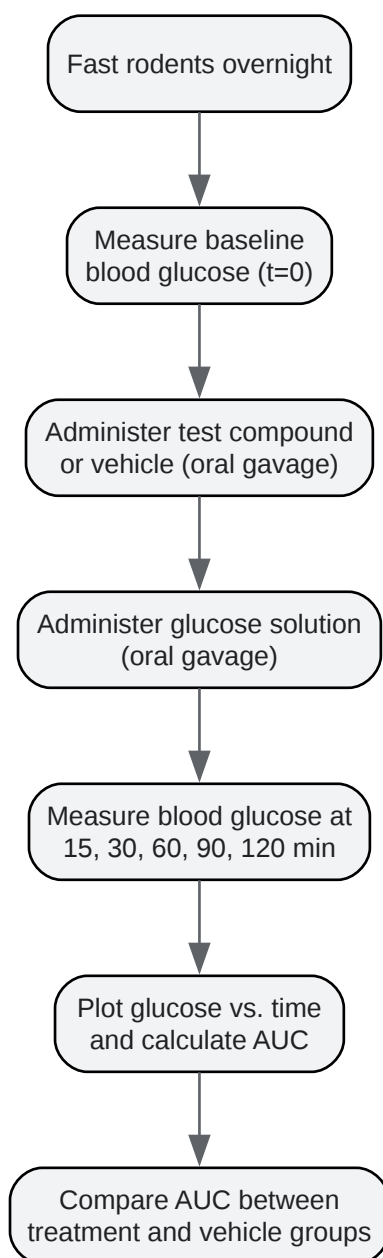 Fast rodents overnight
Measure baseline
blood glucose (t=0)
Administer test compound
or vehicle (oral gavage)
Administer glucose solution
(oral gavage)
Measure blood glucose at
15, 30, 60, 90, 120 min
Plot glucose vs. time
and calculate AUC
Compare AUC between
treatment and vehicle groups